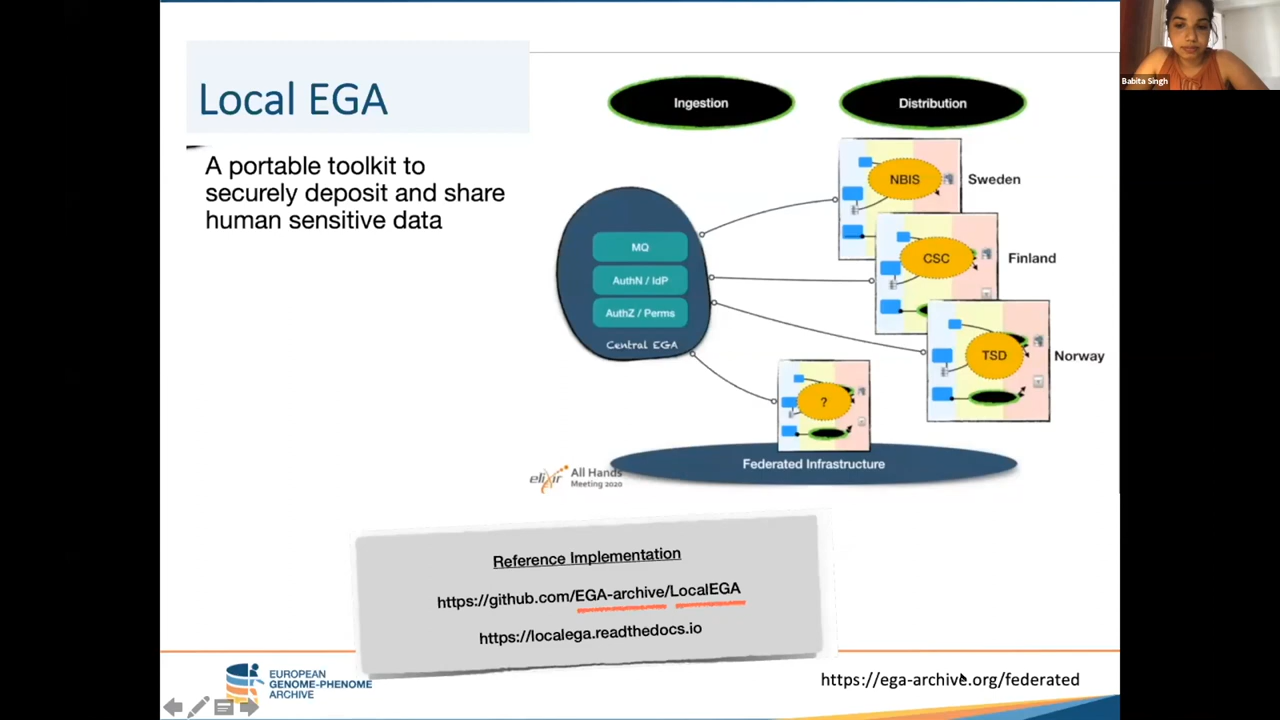 Local EGA
A portable toolkit to
securely deposit and share
human sensitive data
Ingestion
Distribution
MQ
AuthN / IdP
AuthZ / Perms
Central EGA
NBIS
Sweden
CSC
Finland
TSD
Norway
?
Federated Infrastructure
elixir
All Hands
Meeting 2020
Reference Implementation
https://github.com/EGA-archive/LocalEGA
https://localega.readthedocs.io
EUROPEAN
GENOME-PHENOME
ARCHIVE
https://ega-archive.org/federated
Babita Singh